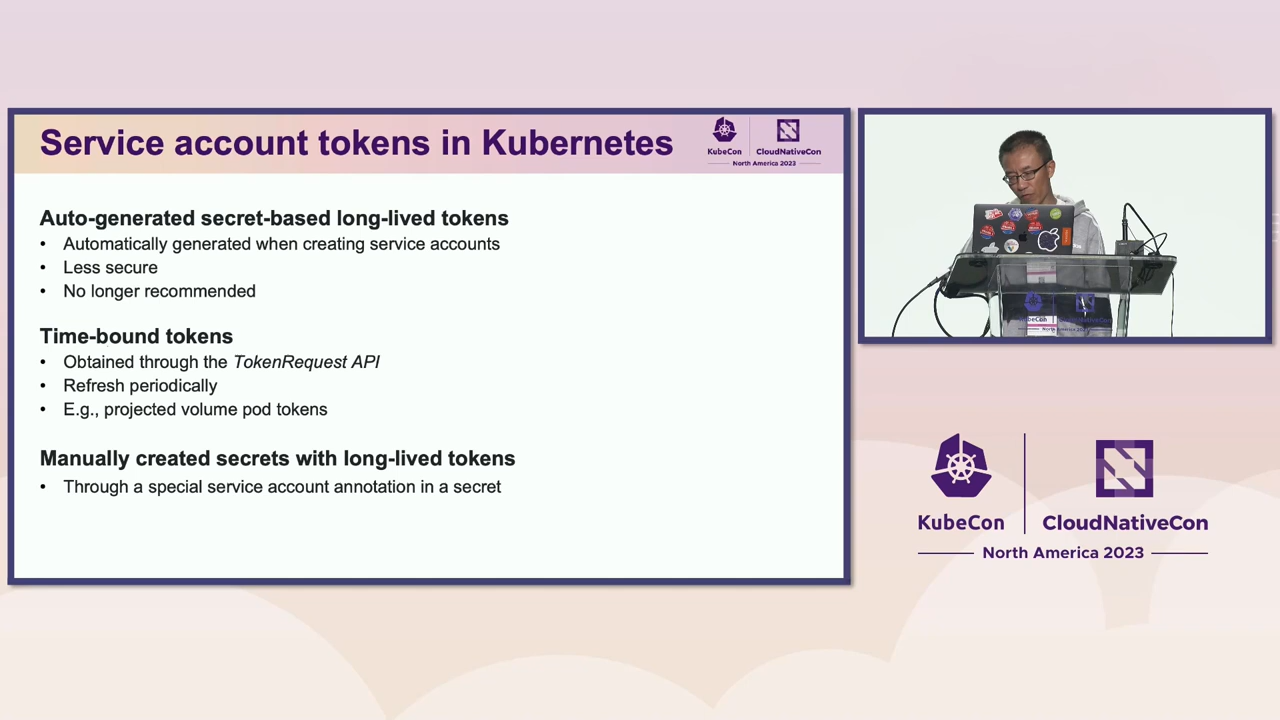 Service account tokens in Kubernetes
KubeCon
CloudNativeCon
North America 2023
Auto-generated secret-based long-lived tokens
• Automatically generated when creating service accounts
• Less secure
• No longer recommended
Time-bound tokens
• Obtained through the TokenRequest API
• Refresh periodically
• E.g., projected volume pod tokens
Manually created secrets with long-lived tokens
• Through a special service account annotation in a secret
KubeCon
CloudNativeCon
North America 2023